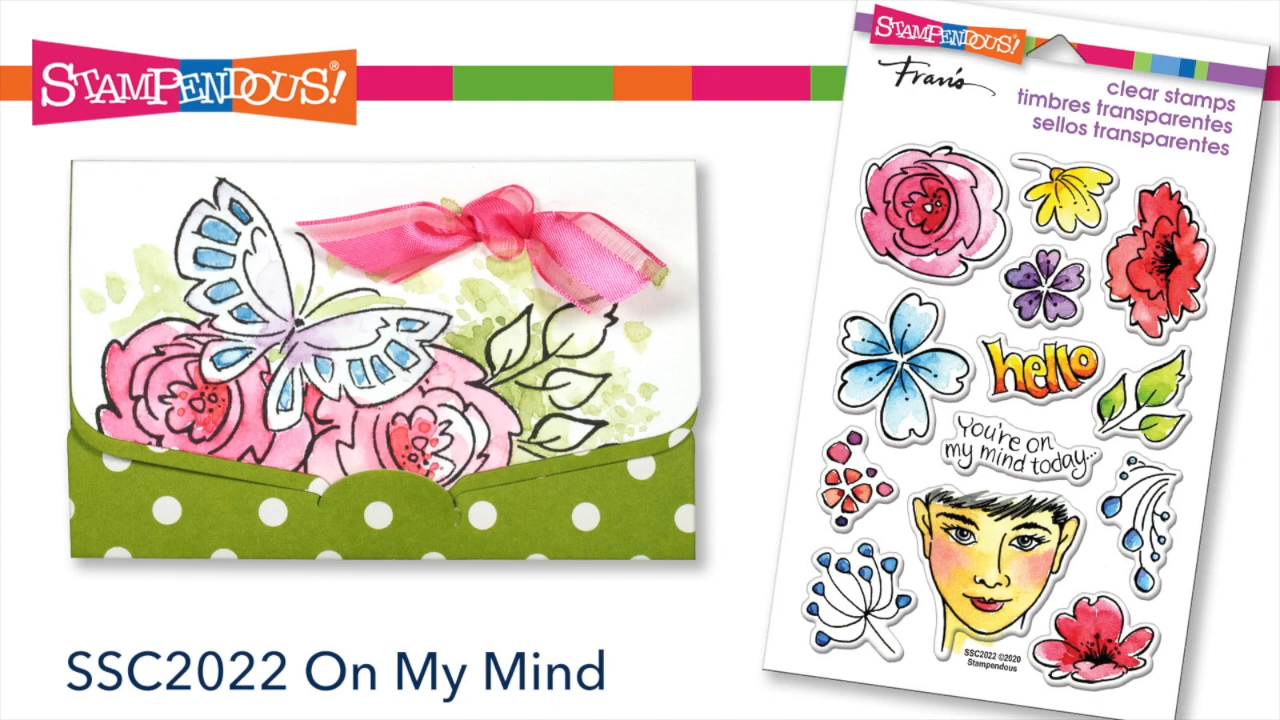 STAMPENDOUS!®
STAMPENDOUS!®
Fran's
clear stamps
timbres transparentes
sellos transparentes
hello
You're on
my mind today...
SSC2022 ©2020
Stampendous
SSC2022 On My Mind